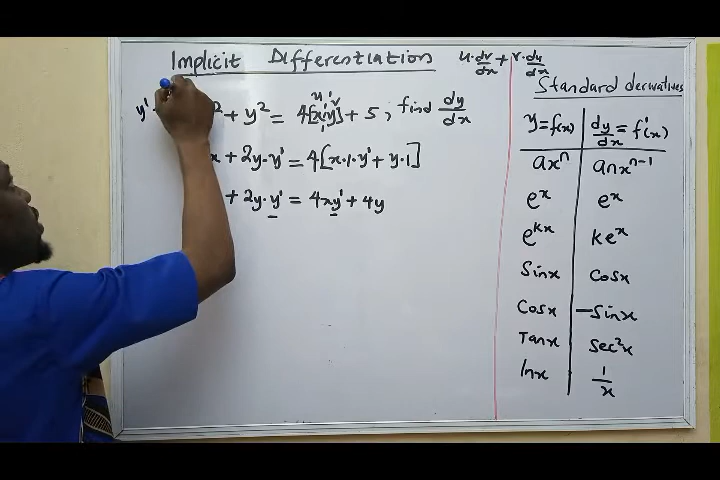 Implicit Differentiation
u·dv/dx + v·du/dx
y'
² + y² = 4[xy] + 5 ; find dy/dx
u v
x + 2y·y' = 4[x·1·y' + y·1]
+ 2y·y' = 4xy' + 4y
Standard derivatives
y=f(x) dy/dx = f'(x)
axⁿ anxⁿ⁻¹
eˣ eˣ
eᵏˣ keˣ
Sinx Cosx
Cosx -Sinx
Tanx Sec²x
lnx 1/x